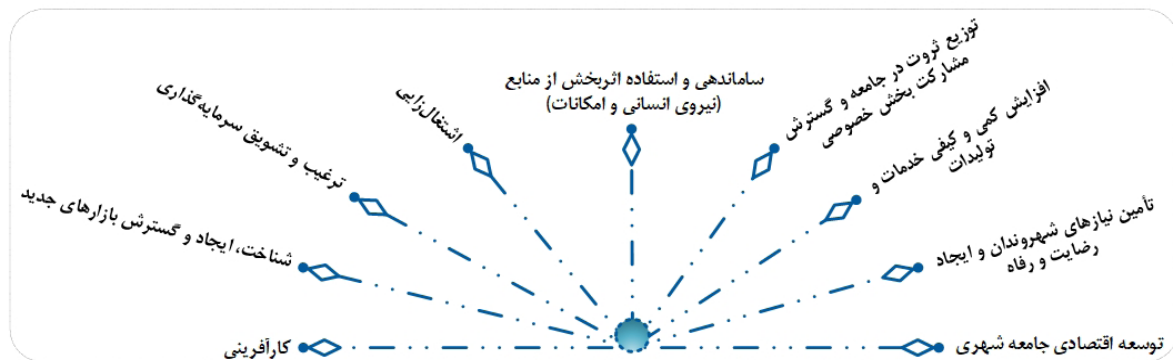 توسعه اقتصادی جامعه شهری
تأمین نیازهای شهروندان و ایجاد
رضایت و رفاه
افزایش کمی و کیفی خدمات و
تولیدات
توزیع ثروت در جامعه و گسترش
مشارکت بخش خصوصی
ساماندهی و استفاده اثربخش از منابع
(نیروی انسانی و امکانات)
اشتغال‌زایی
ترغیب و تشویق سرمایه‌گذاری
شناخت، ایجاد و گسترش بازارهای جدید
کارآفرینی